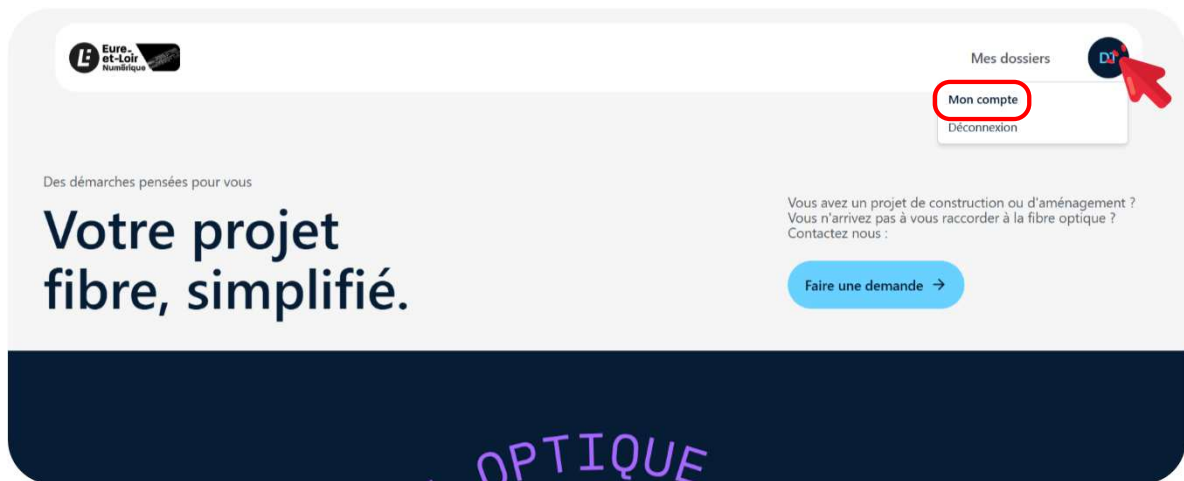 Eure-
et-Loir
Numérique
Mes dossiers
Mon compte
Déconnexion
Des démarches pensées pour vous
Votre projet
fibre, simplifié.
Vous avez un projet de construction ou d'aménagement ?
Vous n'arrivez pas à vous raccorder à la fibre optique ?
Contactez nous :
Faire une demande →
OPTIQUE